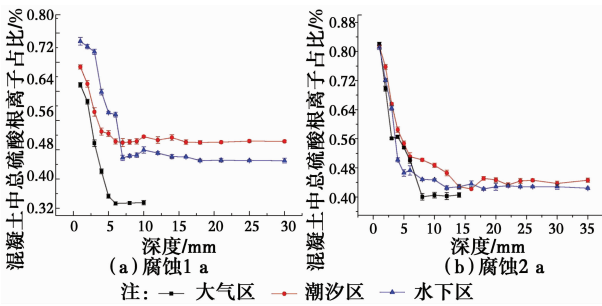 混凝土中总硫酸根离子占比/%
0.80
0.72
0.64
0.56
0.48
0.40
0.32
0 5 10 15 20 25 30
深度/mm
(a)腐蚀1 a
混凝土中总硫酸根离子占比/%
0.88
0.80
0.72
0.64
0.56
0.48
0.40
0 5 10 15 20 25 30 35
深度/mm
(b)腐蚀2 a
注: 大气区 潮汐区 水下区